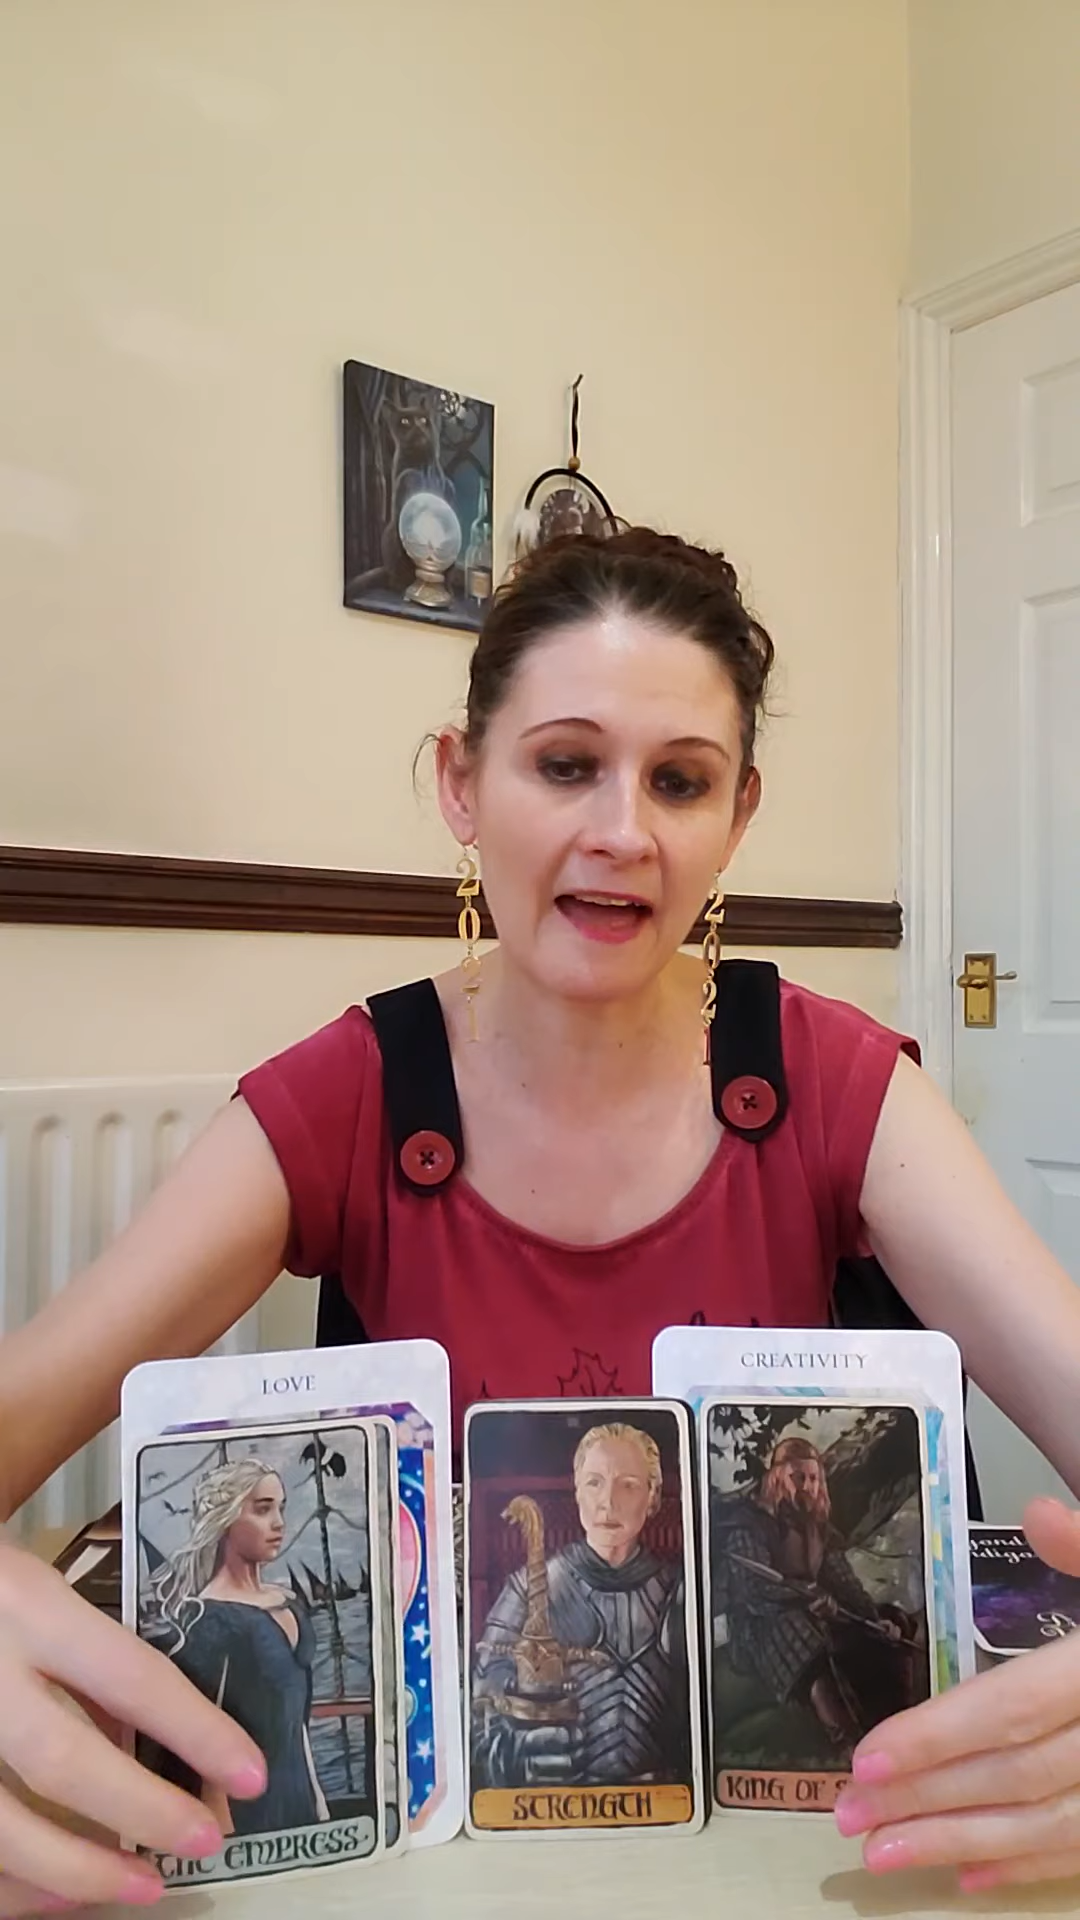 2021
2021
LOVE
CREATIVITY
THE EMPRESS
STRENGTH
KING OF